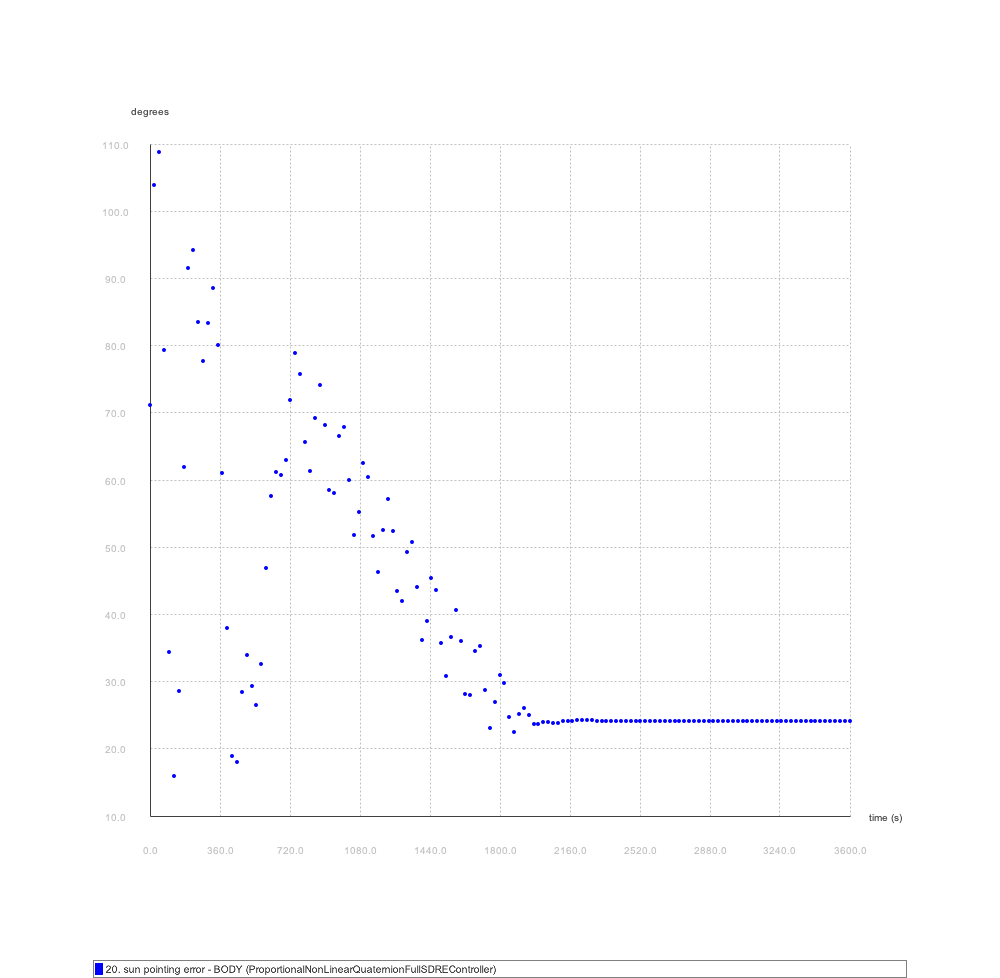 degrees
110.0
100.0
90.0
80.0
70.0
60.0
50.0
40.0
30.0
20.0
10.0
time (s)
0.0 360.0 720.0 1080.0 1440.0 1800.0 2160.0 2520.0 2880.0 3240.0 3600.0
20. sun pointing error - BODY (ProportionalNonLinearQuaternionFullSDREController)